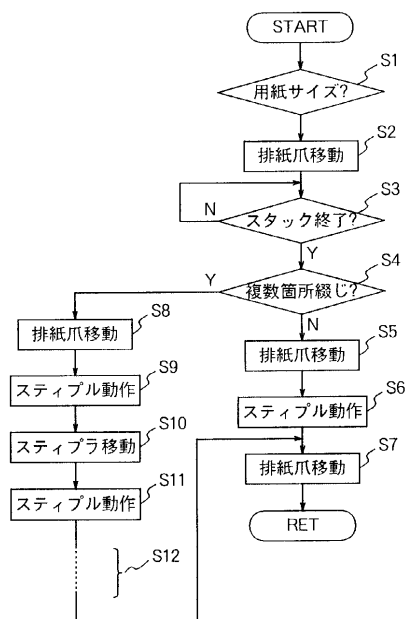 START
S1
用紙サイズ?
S2
排紙爪移動
S3
N
スタック終了?
Y
S4
Y
複数箇所綴じ?
N
S8
排紙爪移動
S5
排紙爪移動
S9
スティプル動作
S6
スティプル動作
S10
スティプラ移動
S7
排紙爪移動
S11
スティプル動作
RET
S12